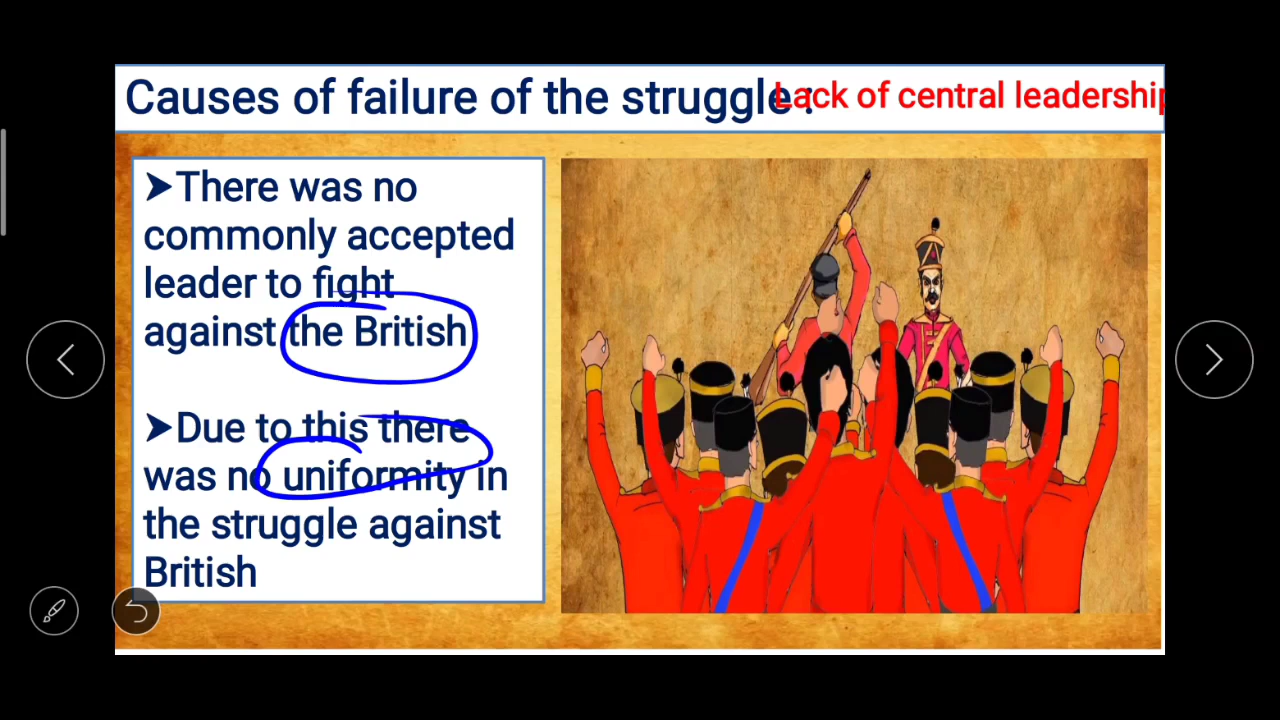 Causes of failure of the struggle : Lack of central leadership
➤There was no
commonly accepted
leader to fight
against the British
➤Due to this there
was no uniformity in
the struggle against
British